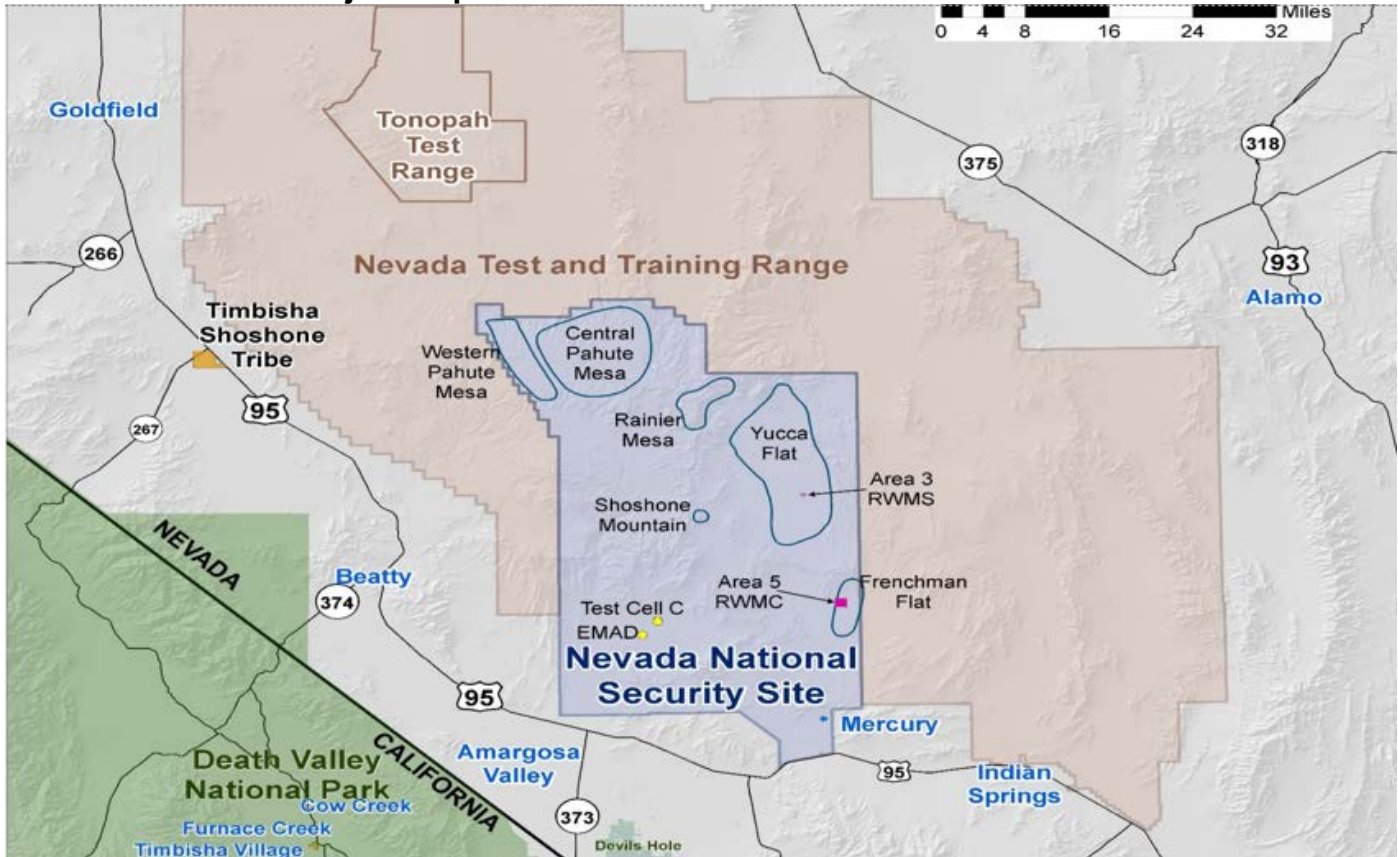 Miles
0 4 8 16 24 32
Goldfield
Tonopah
Test
Range
318
375
266
Nevada Test and Training Range
93
Alamo
Timbisha
Shoshone
Tribe
Western
Pahute
Mesa
Central
Pahute
Mesa
95
267
Rainier
Mesa
Yucca
Flat
Area 3
RWMS
Shoshone
Mountain
NEVADA
Beatty
374
Area 5
RWMC
Frenchman
Flat
Test Cell C
EMAD
Nevada National
Security Site
95
Mercury
CALIFORNIA
Amargosa
Valley
Death Valley
National Park
95
Indian
Springs
Cow Creek
373
Furnace Creek
Timbisha Village
Devils Hole